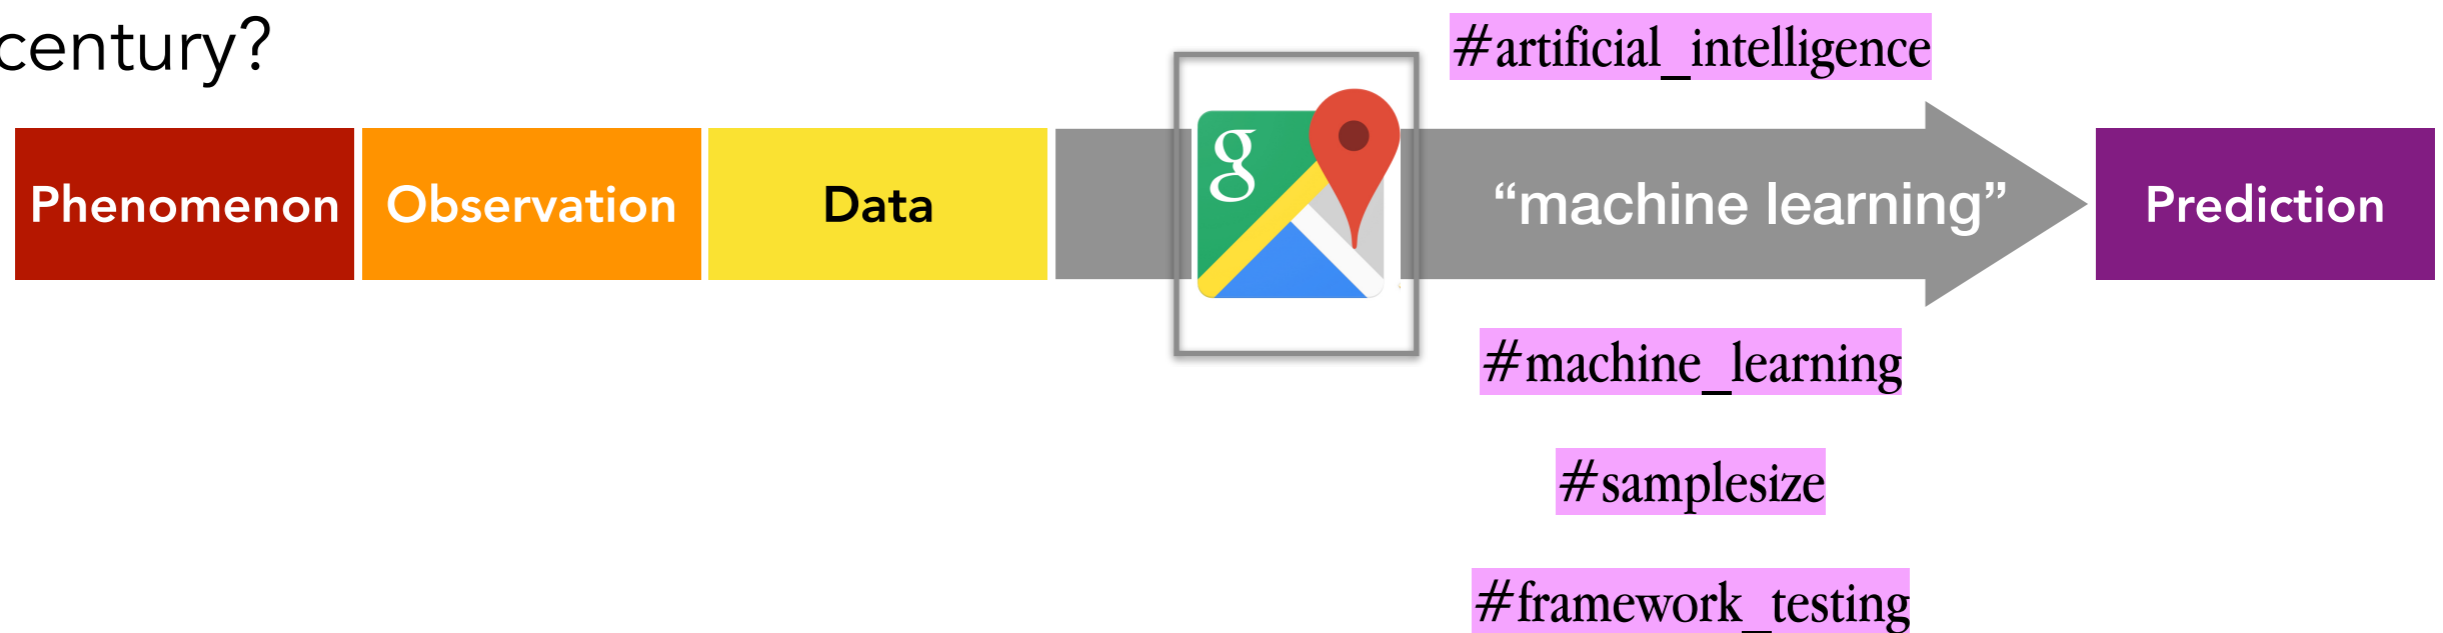 century?
#artificial_intelligence
Phenomenon Observation Data g “machine learning” Prediction
#machine_learning
#samplesize
#framework_testing